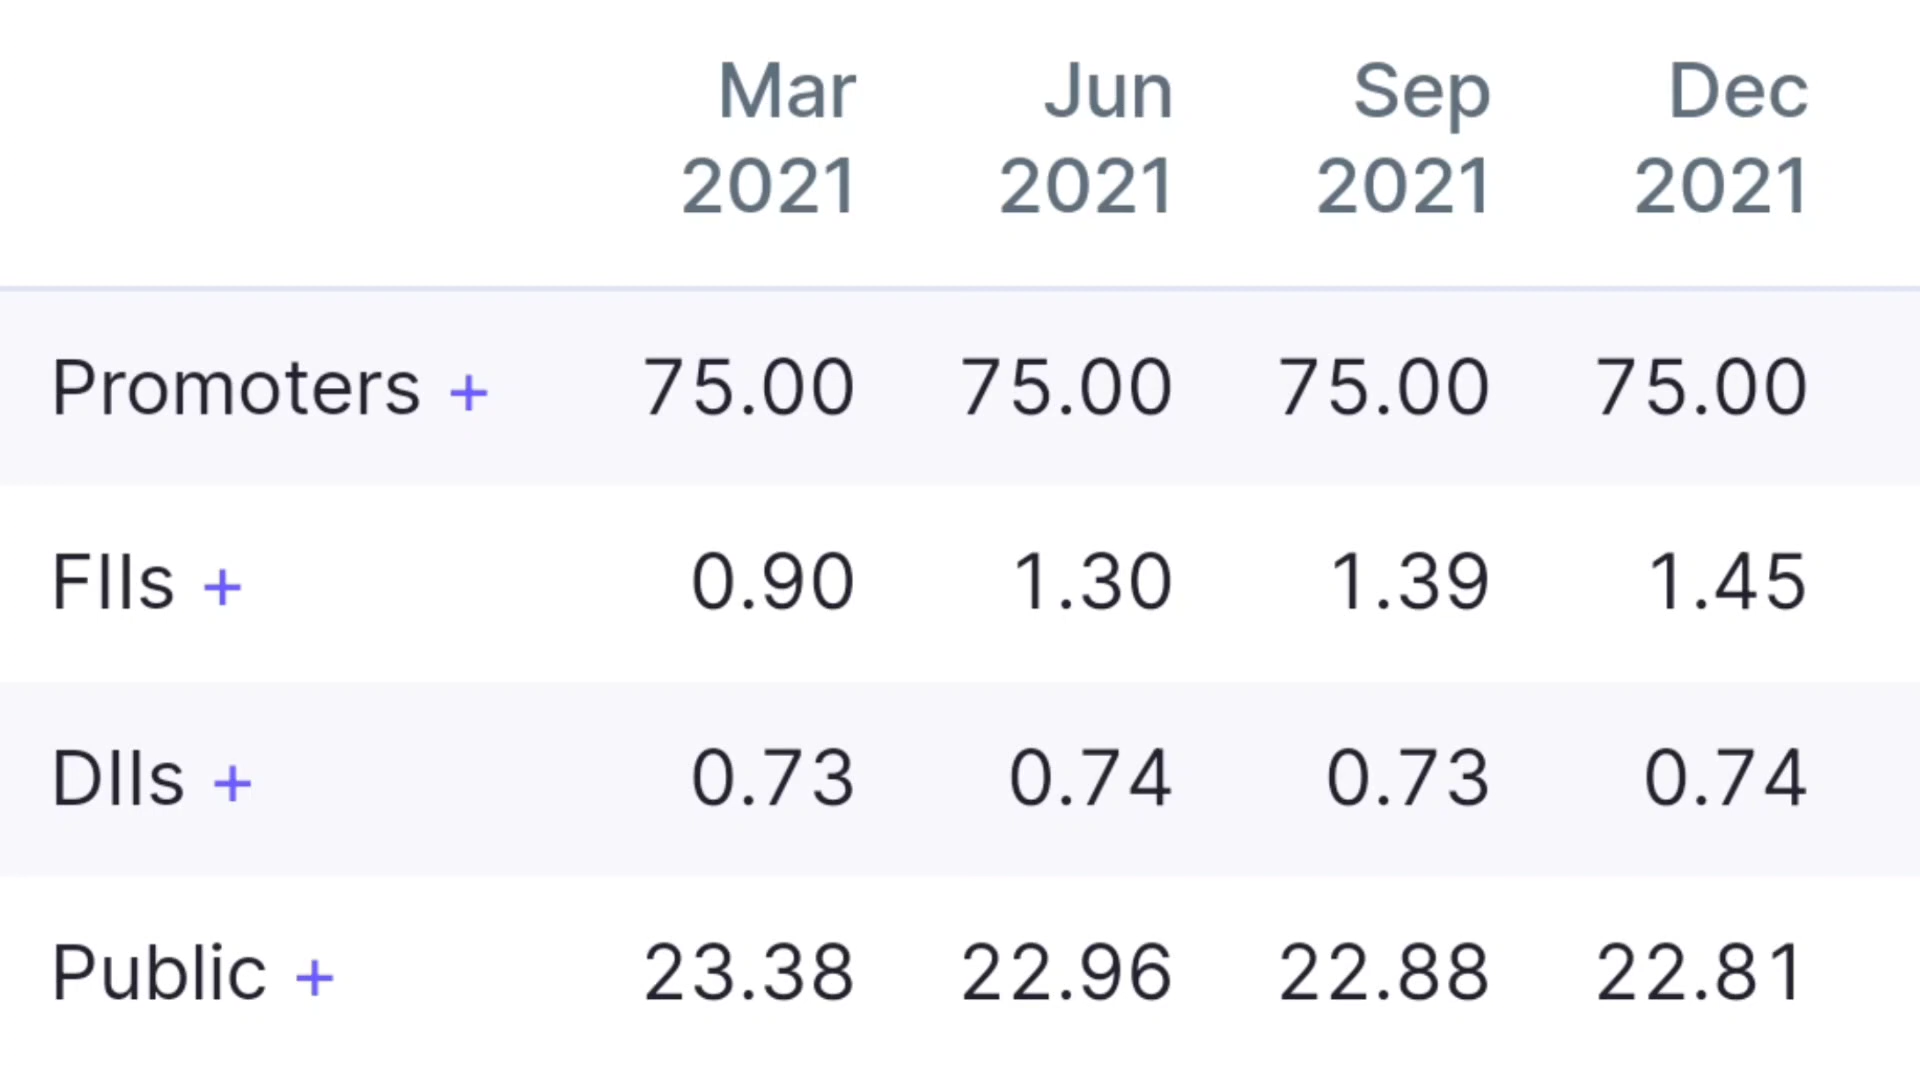 Mar Jun Sep Dec
2021 2021 2021 2021
Promoters + 75.00 75.00 75.00 75.00
FIIs + 0.90 1.30 1.39 1.45
DIIs + 0.73 0.74 0.73 0.74
Public + 23.38 22.96 22.88 22.81